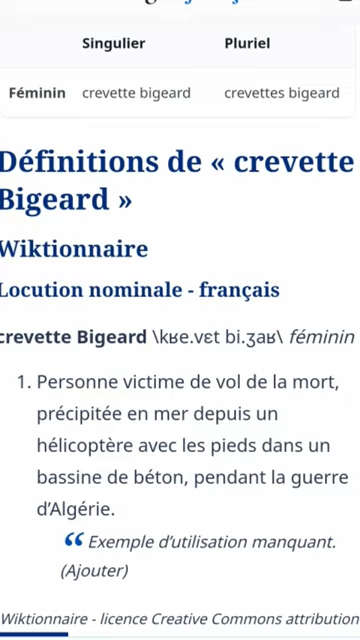 Singulier Pluriel
Féminin crevette bigeard crevettes bigeard
Définitions de « crevette
Bigeard »
Wiktionnaire
Locution nominale - français
crevette Bigeard \kʁe.vɛt bi.ʒaʁ\ féminin
1. Personne victime de vol de la mort,
précipitée en mer depuis un
hélicoptère avec les pieds dans un
bassine de béton, pendant la guerre
d’Algérie.
“ Exemple d’utilisation manquant.
(Ajouter)
Wiktionnaire - licence Creative Commons attribution